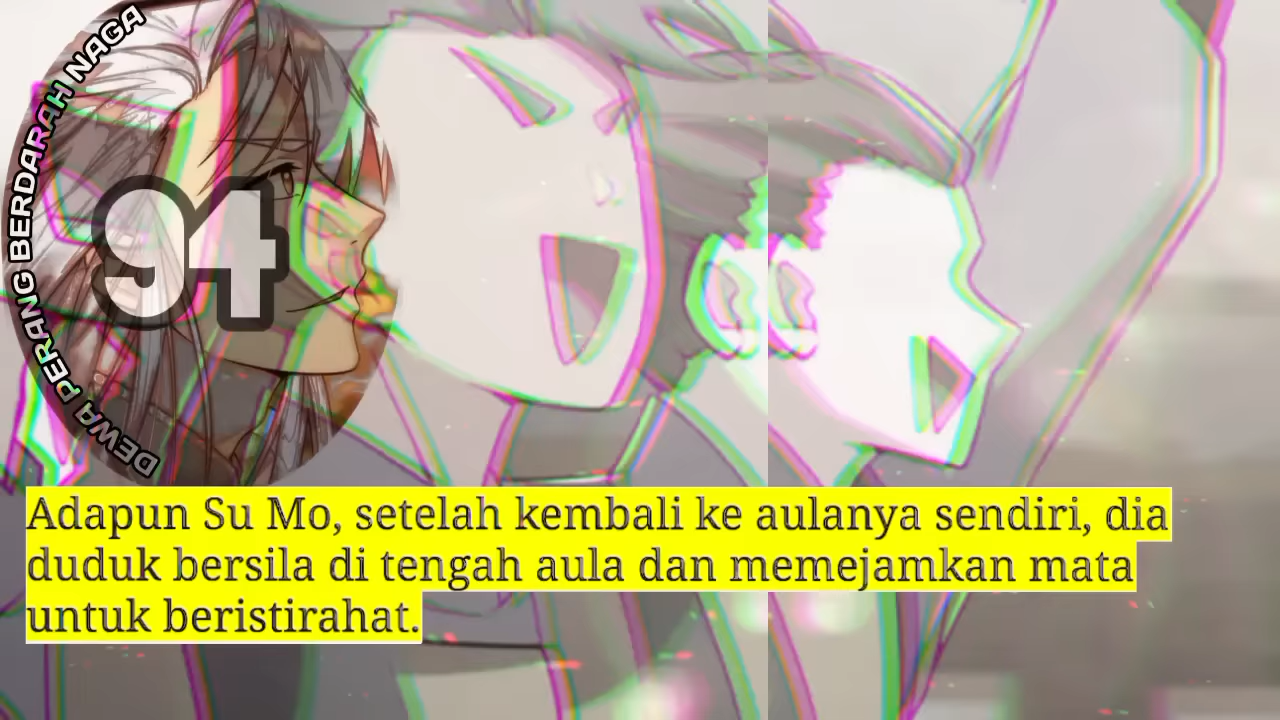 DEWA PERANG BERDARAH NAGA
94
Adapun Su Mo, setelah kembali ke aulanya sendiri, dia
duduk bersila di tengah aula dan memejamkan mata
untuk beristirahat.